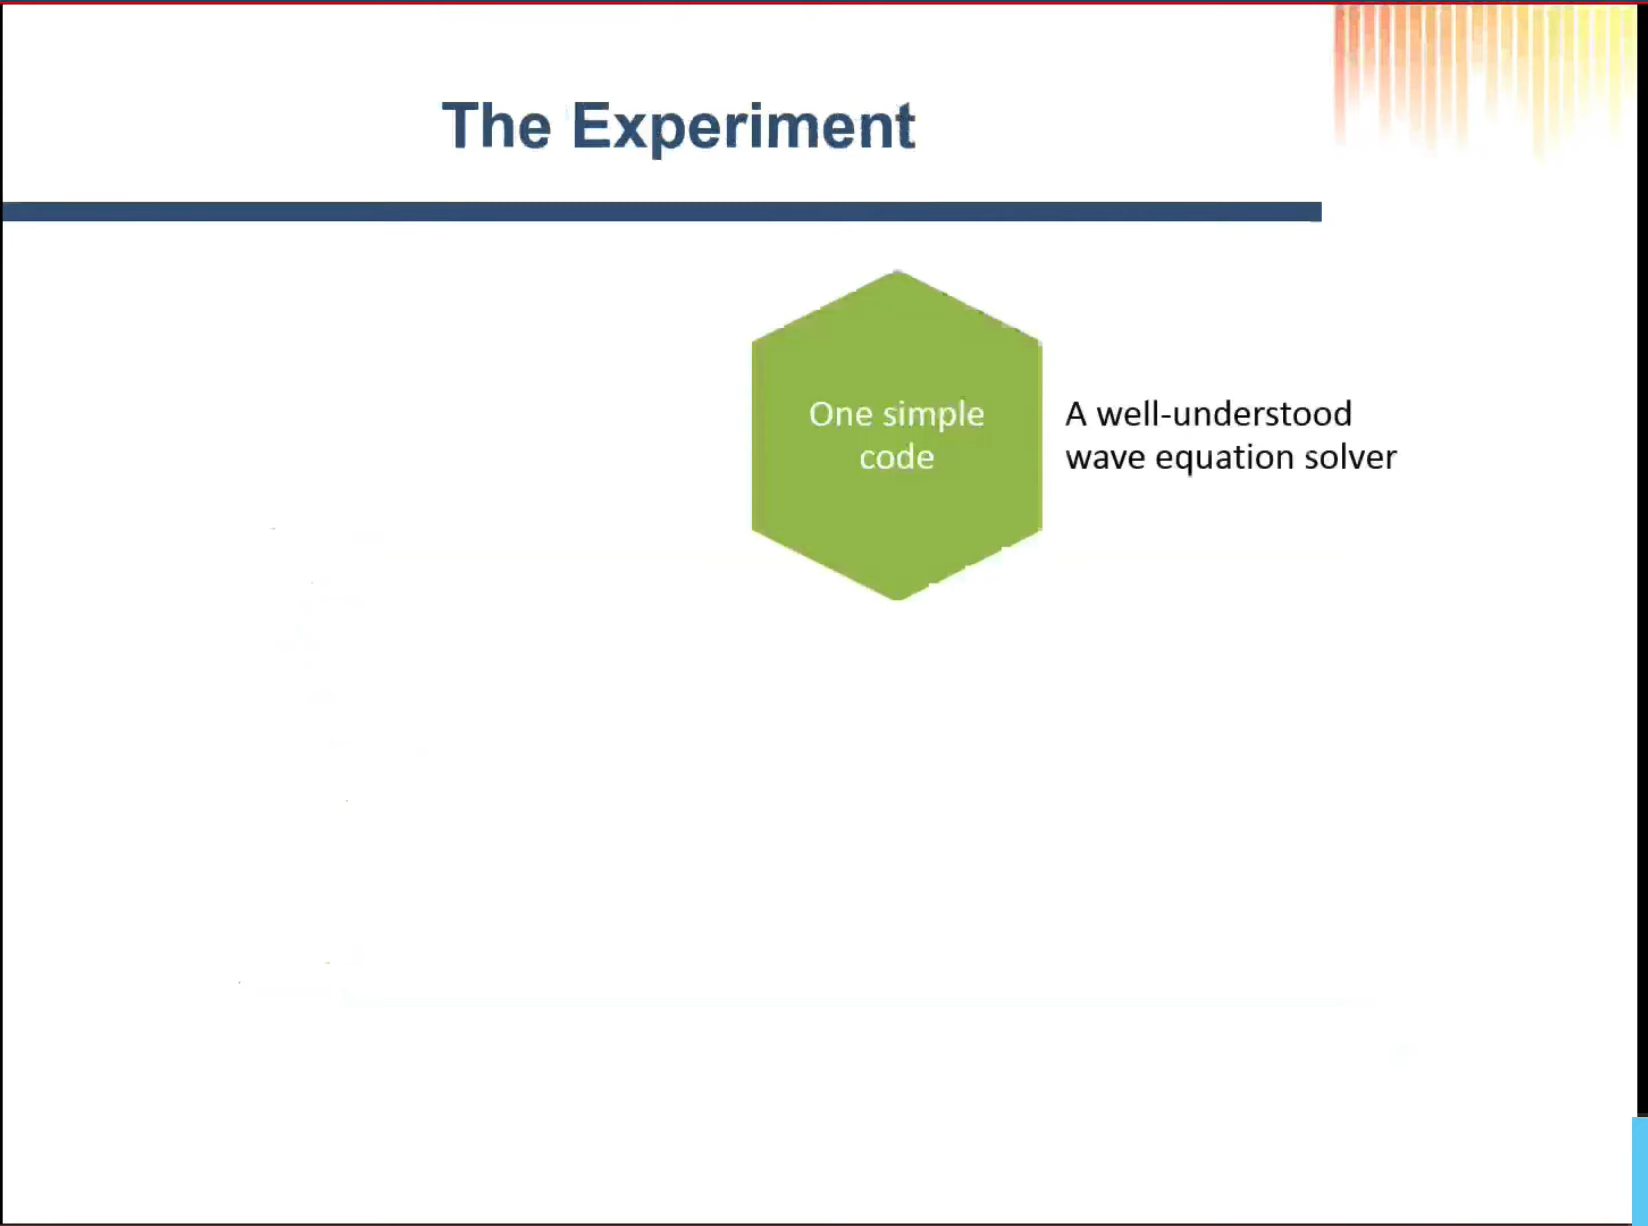 The Experiment
One simple
code
A well-understood
wave equation solver